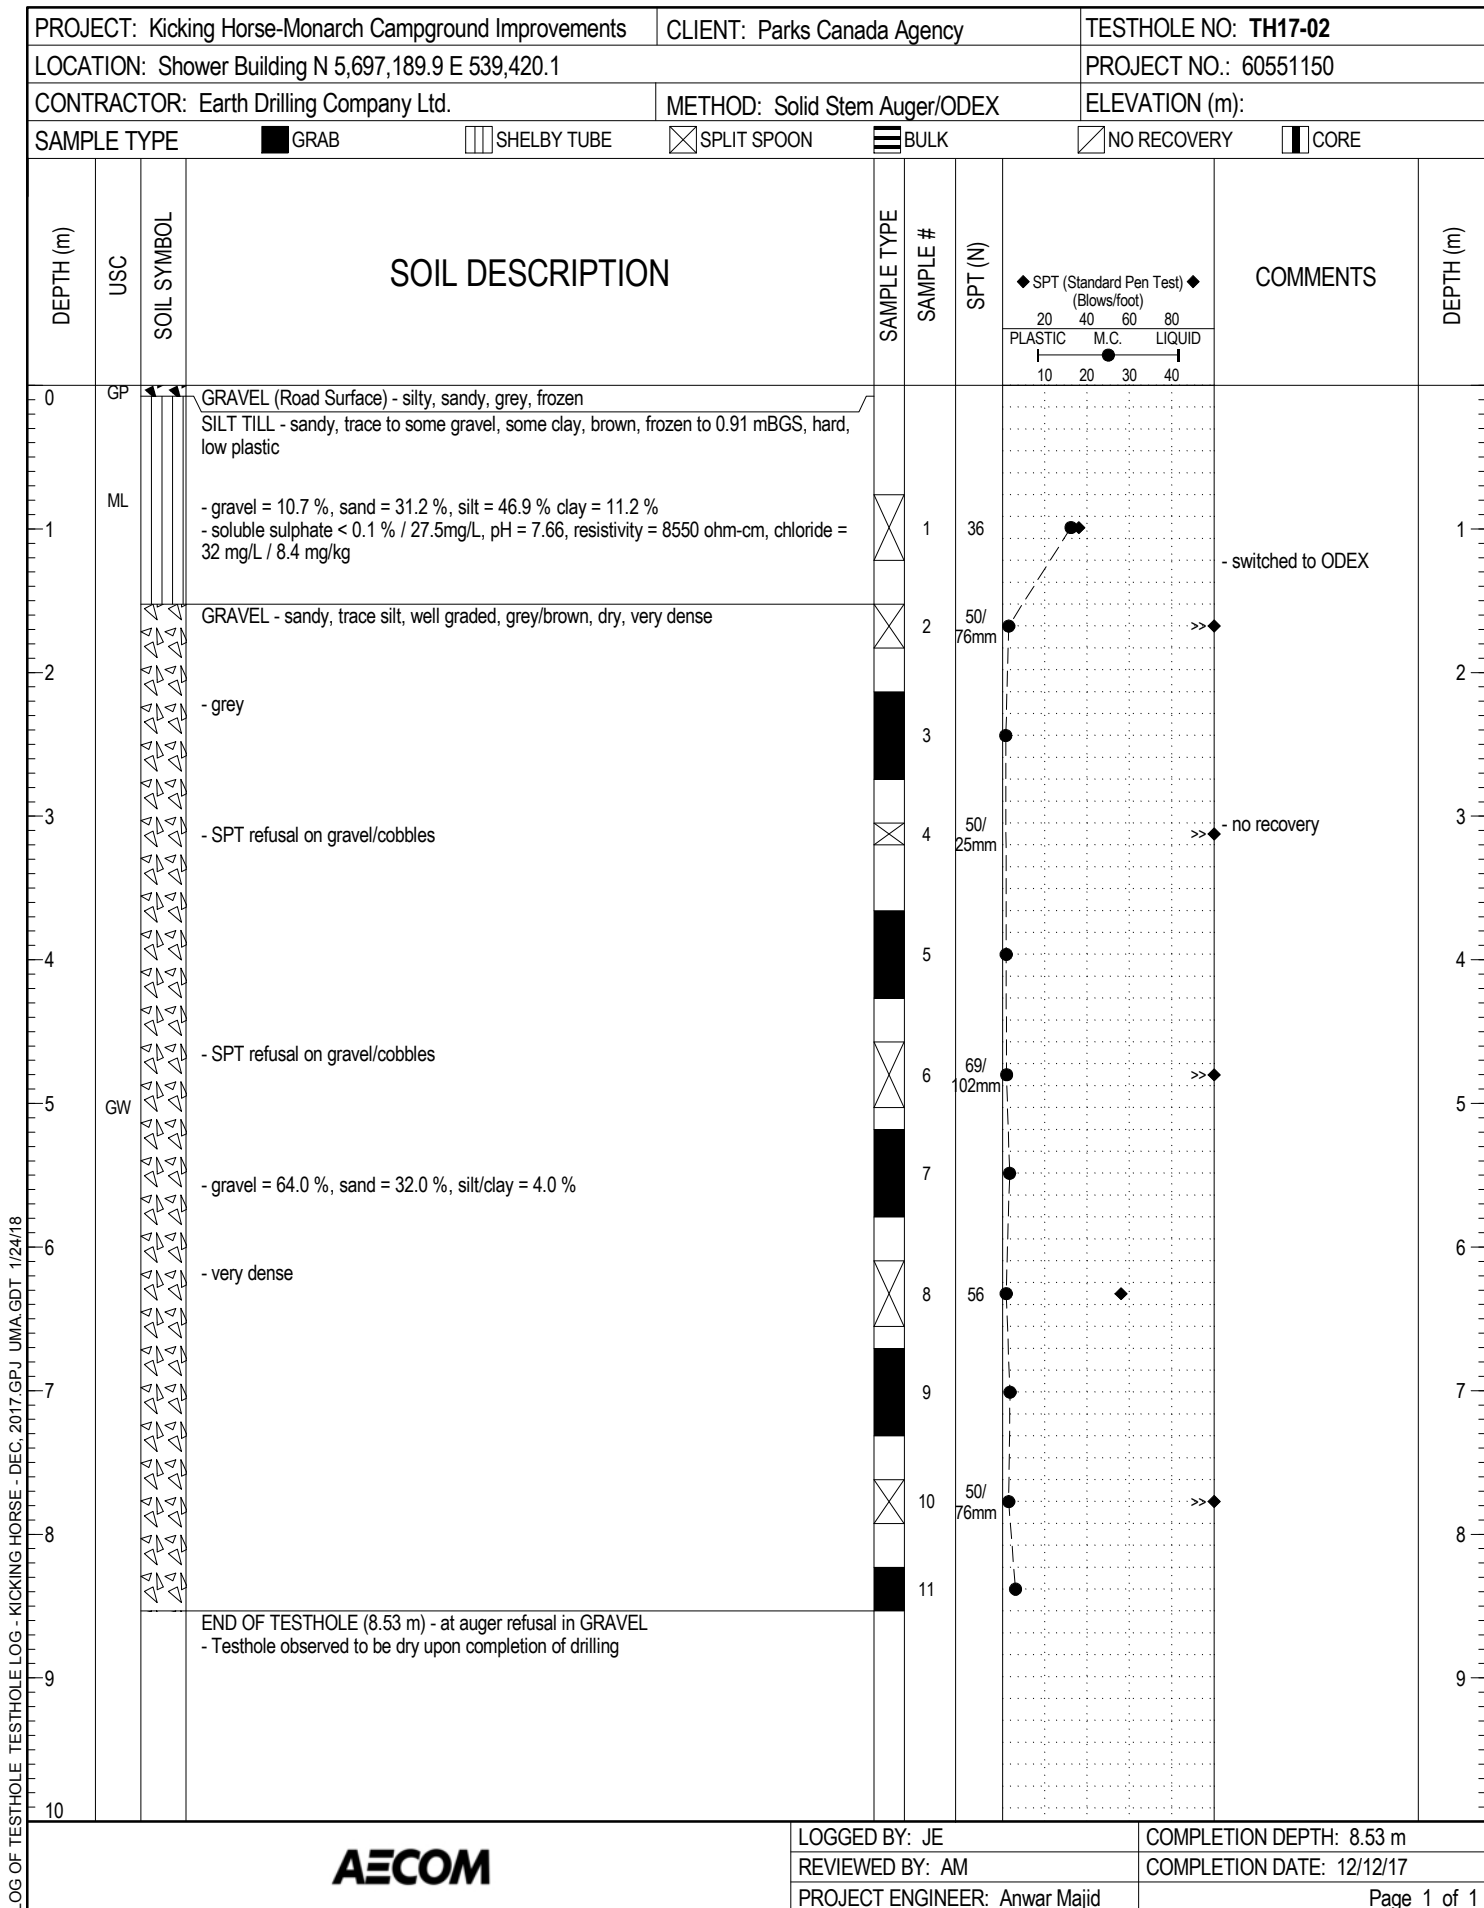 PROJECT: Kicking Horse-Monarch Campground Improvements CLIENT: Parks Canada Agency TESTHOLE NO: TH17-02
LOCATION: Shower Building N 5,697,189.9 E 539,420.1 PROJECT NO.: 60551150
CONTRACTOR: Earth Drilling Company Ltd. METHOD: Solid Stem Auger/ODEX ELEVATION (m):
SAMPLE TYPE GRAB SHELBY TUBE SPLIT SPOON BULK NO RECOVERY CORE
DEPTH (m)
USC
SOIL SYMBOL
SOIL DESCRIPTION
SAMPLE TYPE
SAMPLE #
SPT (N)
◆ SPT (Standard Pen Test) ◆
(Blows/foot)
20 40 60 80
PLASTIC M.C. LIQUID
10 20 30 40
COMMENTS
DEPTH (m)
0 GP GRAVEL (Road Surface) - silty, sandy, grey, frozen
SILT TILL - sandy, trace to some gravel, some clay, brown, frozen to 0.91 mBGS, hard,
low plastic
ML - gravel = 10.7 %, sand = 31.2 %, silt = 46.9 % clay = 11.2 %
1 - soluble sulphate < 0.1 % / 27.5mg/L, pH = 7.66, resistivity = 8550 ohm-cm, chloride = 1 36 1
32 mg/L / 8.4 mg/kg
- switched to ODEX
GRAVEL - sandy, trace silt, well graded, grey/brown, dry, very dense
2 50/
76mm >>
2 2
- grey
3
3 3
- SPT refusal on gravel/cobbles 4 50/
25mm >> - no recovery
5
4 4
- SPT refusal on gravel/cobbles
6 69/
102mm >>
5 GW 5
7
- gravel = 64.0 %, sand = 32.0 %, silt/clay = 4.0 %
6 6
- very dense
8 56
7 9 7
10 50/
76mm >>
8 8
11
END OF TESTHOLE (8.53 m) - at auger refusal in GRAVEL
- Testhole observed to be dry upon completion of drilling
9 9
10
LOG OF TESTHOLE TESTHOLE LOG - KICKING HORSE - DEC, 2017.GPJ UMA.GDT 1/24/18
AECOM
LOGGED BY: JE COMPLETION DEPTH: 8.53 m
REVIEWED BY: AM COMPLETION DATE: 12/12/17
PROJECT ENGINEER: Anwar Majid Page 1 of 1